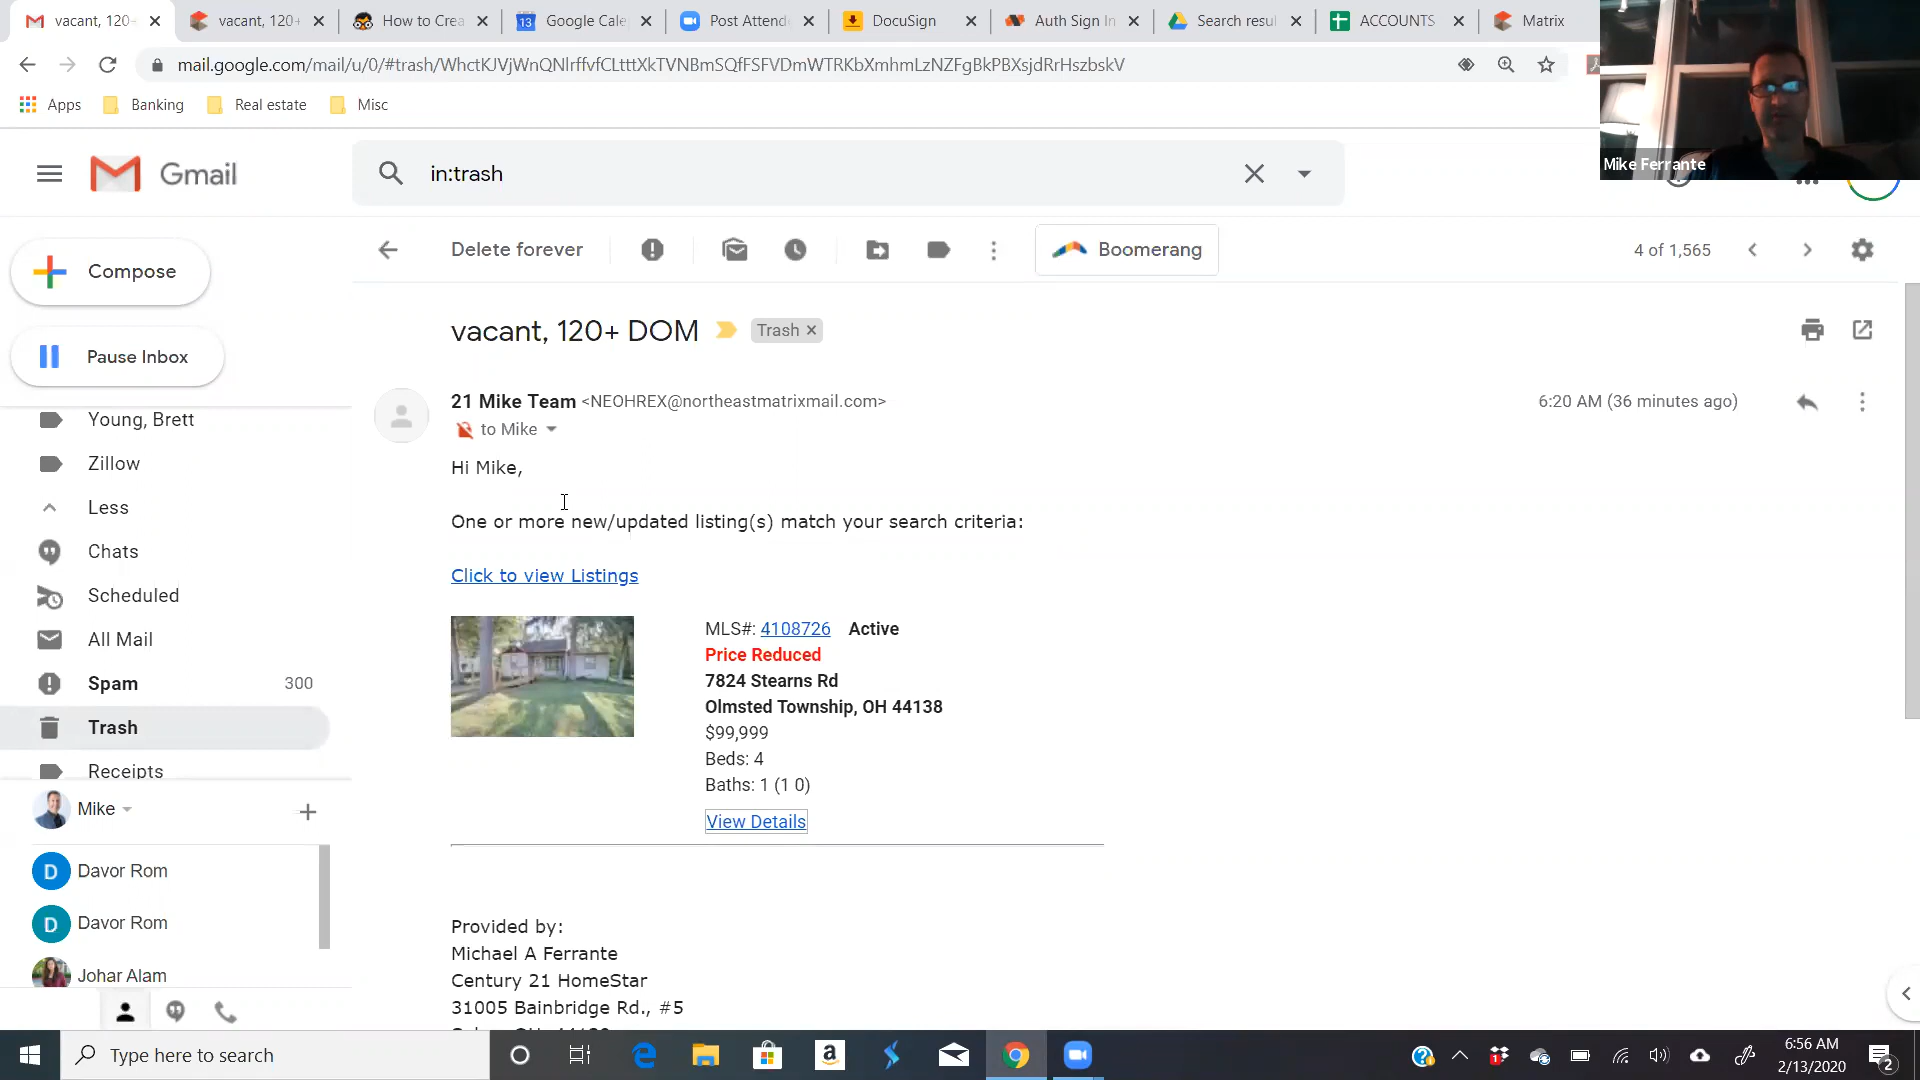 vacant, 120+
vacant, 120+
How to Crea
Google Cale
Post Attend
DocuSign
Auth Sign In
Search resul
ACCOUNTS
Matrix
mail.google.com/mail/u/0/#trash/WhctKJVjWnQNlrffvfCLtttXkTVNBmSQfFSFVDmWTRKbXmhmLzNZFgBkPBXsjdRrHszbskV
Apps
Banking
Real estate
Misc
Mike Ferrante
Gmail
in:trash
Compose
Pause Inbox
Delete forever
Boomerang
4 of 1,565
vacant, 120+ DOM
Trash
21 Mike Team <NEOHREX@northeastmatrixmail.com>
6:20 AM (36 minutes ago)
to Mike
Hi Mike,
One or more new/updated listing(s) match your search criteria:
Click to view Listings
MLS#: 4108726 Active
Price Reduced
7824 Stearns Rd
Olmsted Township, OH 44138
$99,999
Beds: 4
Baths: 1 (1 0)
View Details
Provided by:
Michael A Ferrante
Century 21 HomeStar
31005 Bainbridge Rd., #5
Young, Brett
Zillow
Less
Chats
Scheduled
All Mail
Spam 300
Trash
Receipts
Mike
D Davor Rom
D Davor Rom
Johar Alam
Type here to search
6:56 AM
2/13/2020
2